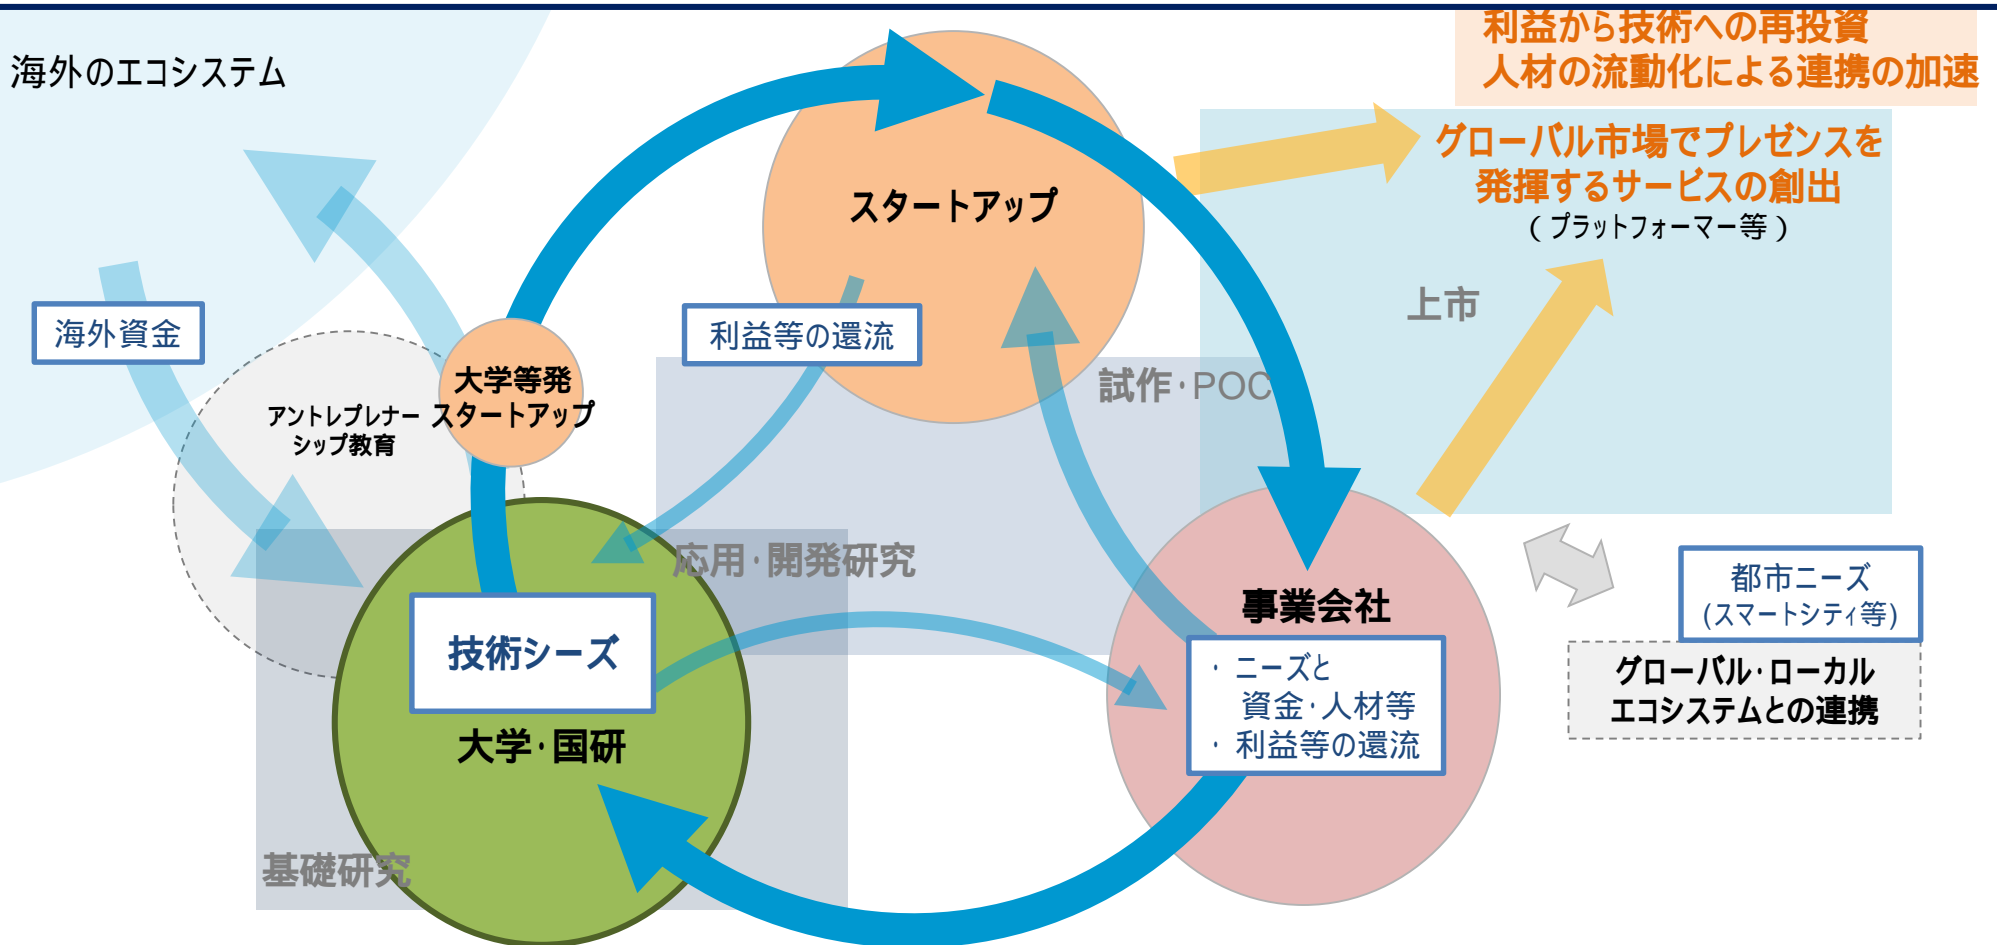 利益から技術への再投資
人材の流動化による連携の加速
海外のエコシステム
グローバル市場でプレゼンスを
発揮するサービスの創出
(プラットフォーマー等)
スタートアップ
上市
海外資金
利益等の還流
試作・POC
大学等発
スタートアップ
アントレプレナー
シップ教育
応用・開発研究
事業会社
都市ニーズ
(スマートシティ等)
技術シーズ
・ ニーズと
資金・人材等
・ 利益等の還流
グローバル・ローカル
エコシステムとの連携
大学・国研
基礎研究